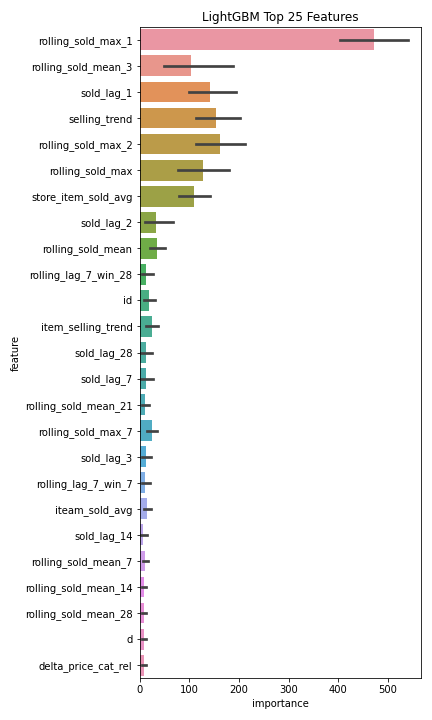 LightGBM Top 25 Features
rolling_sold_max_1
rolling_sold_mean_3
sold_lag_1
selling_trend
rolling_sold_max_2
rolling_sold_max
store_item_sold_avg
sold_lag_2
rolling_sold_mean
rolling_lag_7_win_28
id
item_selling_trend
sold_lag_28
sold_lag_7
rolling_sold_mean_21
rolling_sold_max_7
sold_lag_3
rolling_lag_7_win_7
iteam_sold_avg
sold_lag_14
rolling_sold_mean_7
rolling_sold_mean_14
rolling_sold_mean_28
d
delta_price_cat_rel
feature
0 100 200 300 400 500
importance